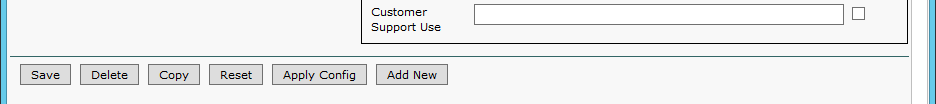 Customer
Support Use
Save Delete Copy Reset Apply Config Add New